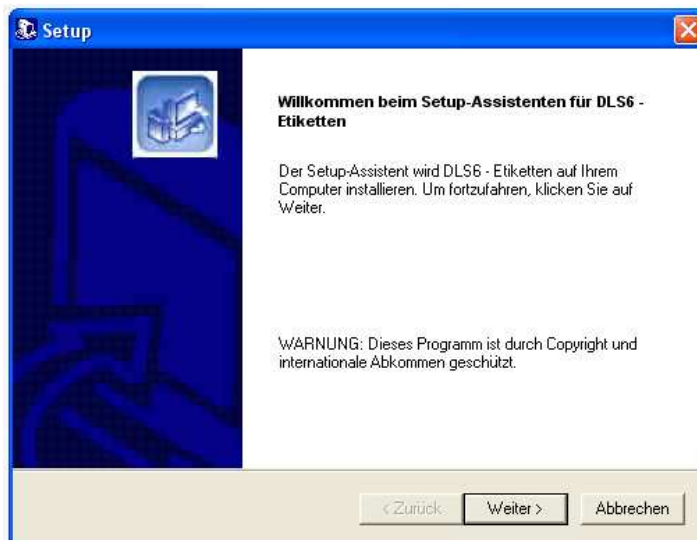 Setup
Willkommen beim Setup-Assistenten für DLS6 -
Etiketten
Der Setup-Assistent wird DLS6 - Etiketten auf Ihrem
Computer installieren. Um fortzufahren, klicken Sie auf
Weiter.
WARNUNG: Dieses Programm ist durch Copyright und
internationale Abkommen geschützt.
< Zurück
Weiter >
Abbrechen